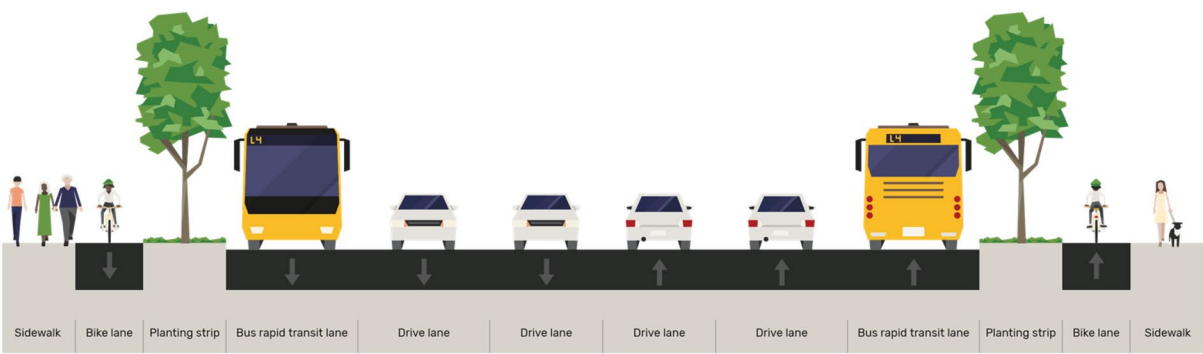 L4
L4
Sidewalk
Bike lane
Planting strip
Bus rapid transit lane
Drive lane
Drive lane
Drive lane
Drive lane
Bus rapid transit lane
Planting strip
Bike lane
Sidewalk